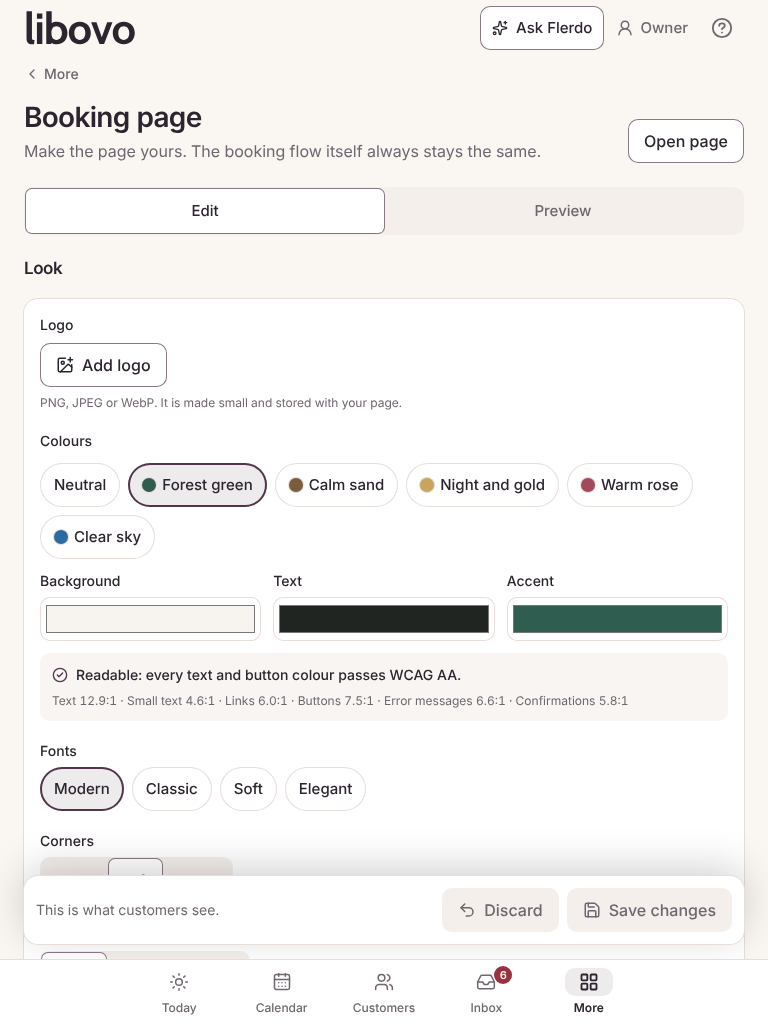 libovo
Ask Flerdo
Owner
More
Booking page
Make the page yours. The booking flow itself always stays the same.
Open page
Edit
Preview
Look
Logo
Add logo
PNG, JPEG or WebP. It is made small and stored with your page.
Colours
Neutral
Forest green
Calm sand
Night and gold
Warm rose
Clear sky
Background
Text
Accent
Readable: every text and button colour passes WCAG AA.
Text 12.9:1 · Small text 4.6:1 · Links 6.0:1 · Buttons 7.5:1 · Error messages 6.6:1 · Confirmations 5.8:1
Fonts
Modern
Classic
Soft
Elegant
Corners
This is what customers see.
Discard
Save changes
Today
Calendar
Customers
6
Inbox
More